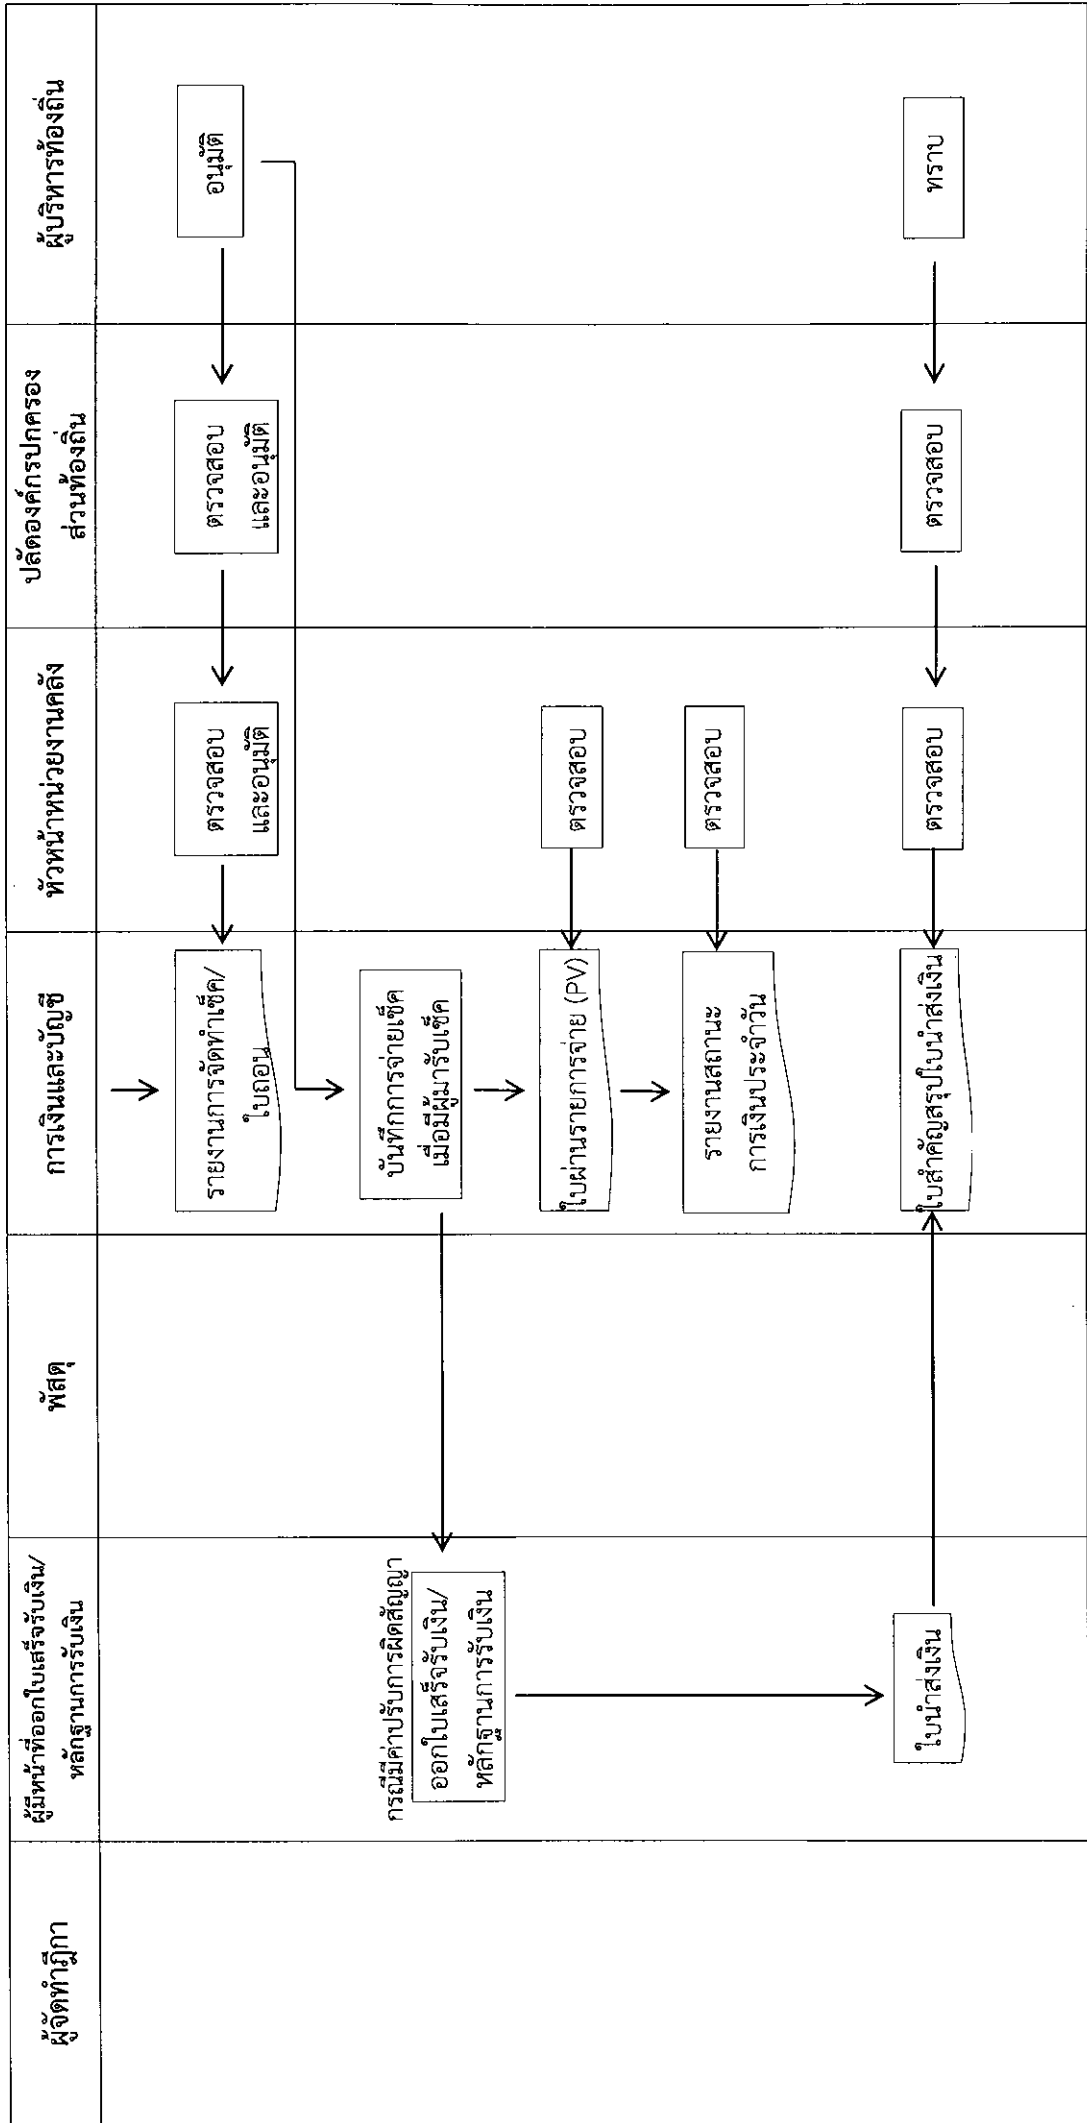 ผู้จัดทำฎีกา
ผู้มีหน้าที่ออกใบเสร็จรับเงิน/
หลักฐานการรับเงิน
พัสดุ
การเงินและบัญชี
หัวหน้าหน่วยงานคลัง
ปลัดองค์กรปกครอง
ส่วนท้องถิ่น
ผู้บริหารท้องถิ่น
รายงานการจัดทำเช็ค/
ใบถอน
ตรวจสอบ
และอนุมัติ
ตรวจสอบ
และอนุมัติ
อนุมัติ
กรณีมีค่าปรับการผิดสัญญา
ออกใบเสร็จรับเงิน/
หลักฐานการรับเงิน
บันทึกการจ่ายเช็ค
เมื่อมีผู้มารับเช็ค
ใบผ่านรายการจ่าย (PV)
ตรวจสอบ
รายงานสถานะ
การเงินประจำวัน
ตรวจสอบ
ใบนำส่งเงิน
ใบสำคัญสรุปใบนำส่งเงิน
ตรวจสอบ
ตรวจสอบ
ทราบ